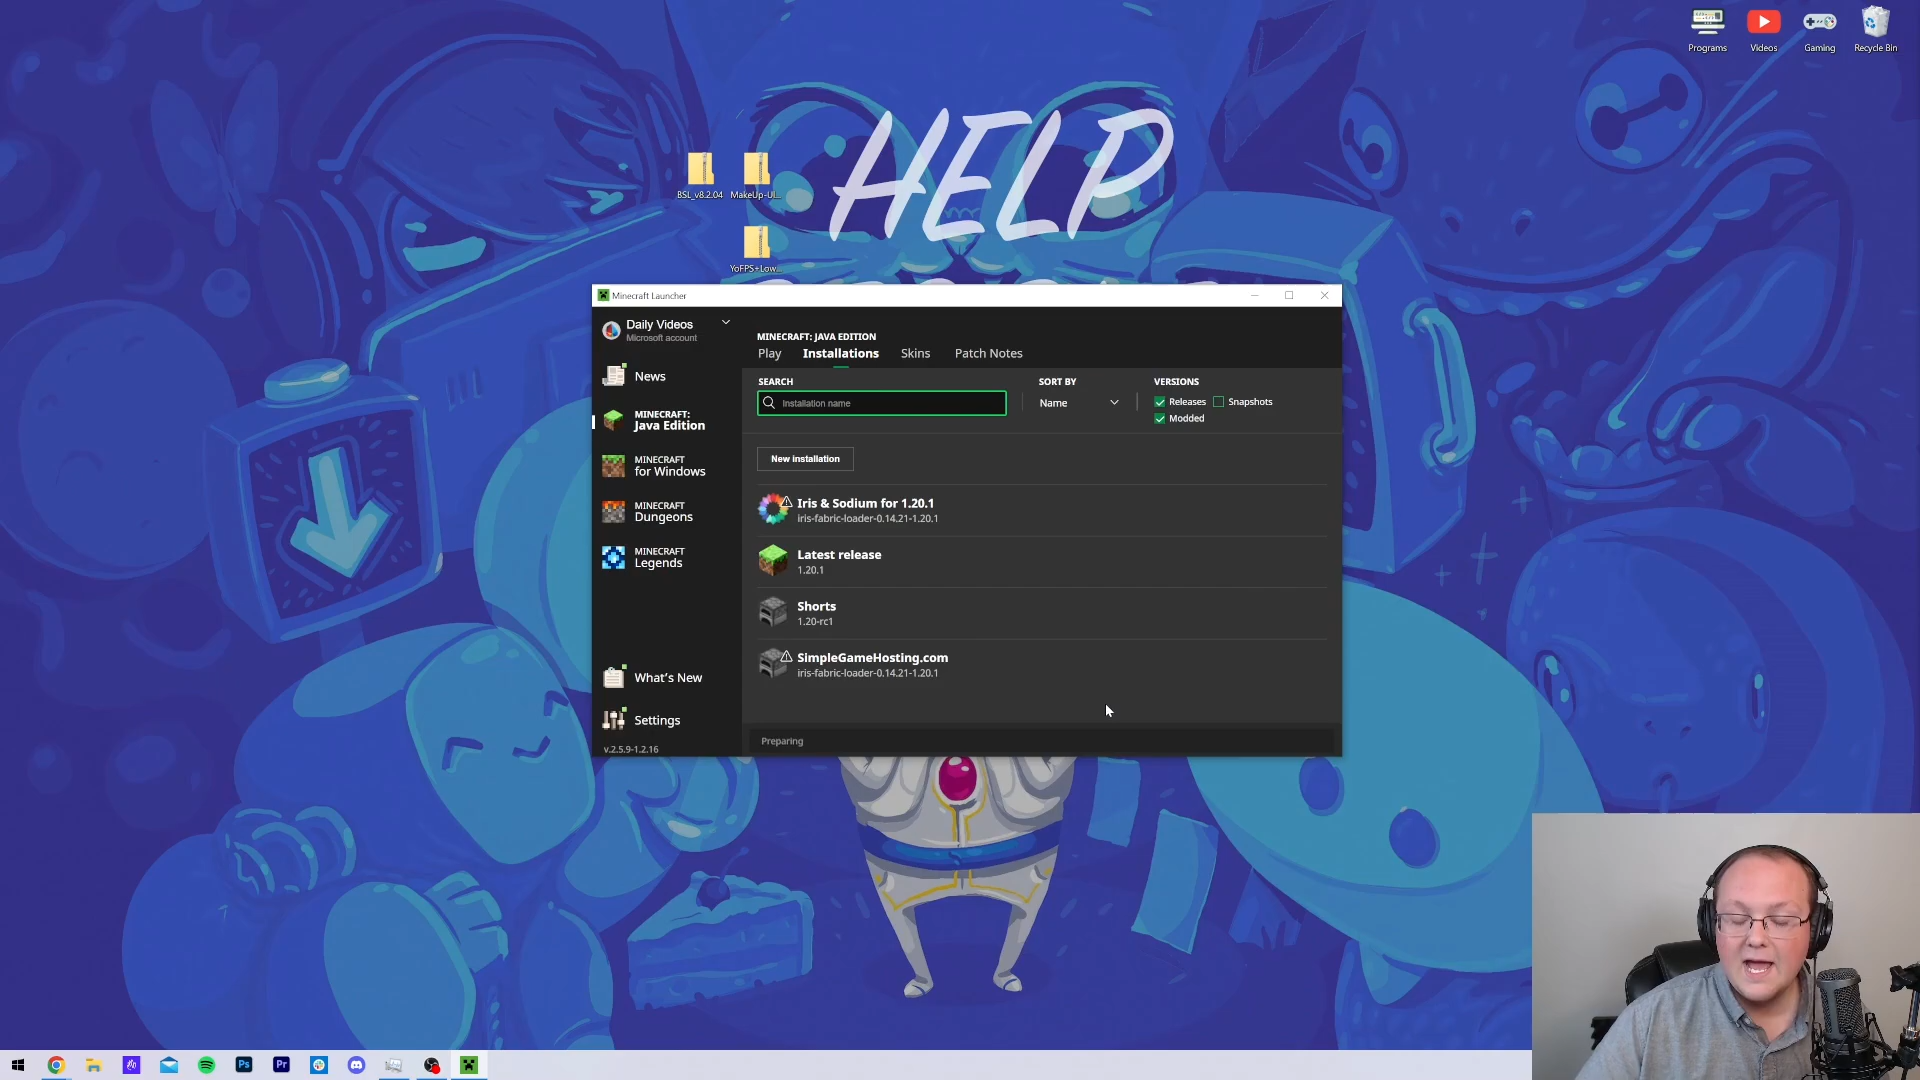 Programs
Videos
Gaming
Recycle Bin
HELP
BSL_v8.2.04
MakeUp-Ul...
YoFPS+Low...
Minecraft Launcher
Daily Videos
Microsoft account
News
MINECRAFT:
Java Edition
MINECRAFT
for Windows
MINECRAFT
Dungeons
MINECRAFT
Legends
What's New
Settings
v.2.5.9-1.2.16
MINECRAFT: JAVA EDITION
Play
Installations
Skins
Patch Notes
SEARCH
Installation name
SORT BY
Name
VERSIONS
Releases
Snapshots
Modded
New installation
Iris & Sodium for 1.20.1
iris-fabric-loader-0.14.21-1.20.1
Latest release
1.20.1
Shorts
1.20-rc1
SimpleGameHosting.com
iris-fabric-loader-0.14.21-1.20.1
Preparing
Ps
Pr